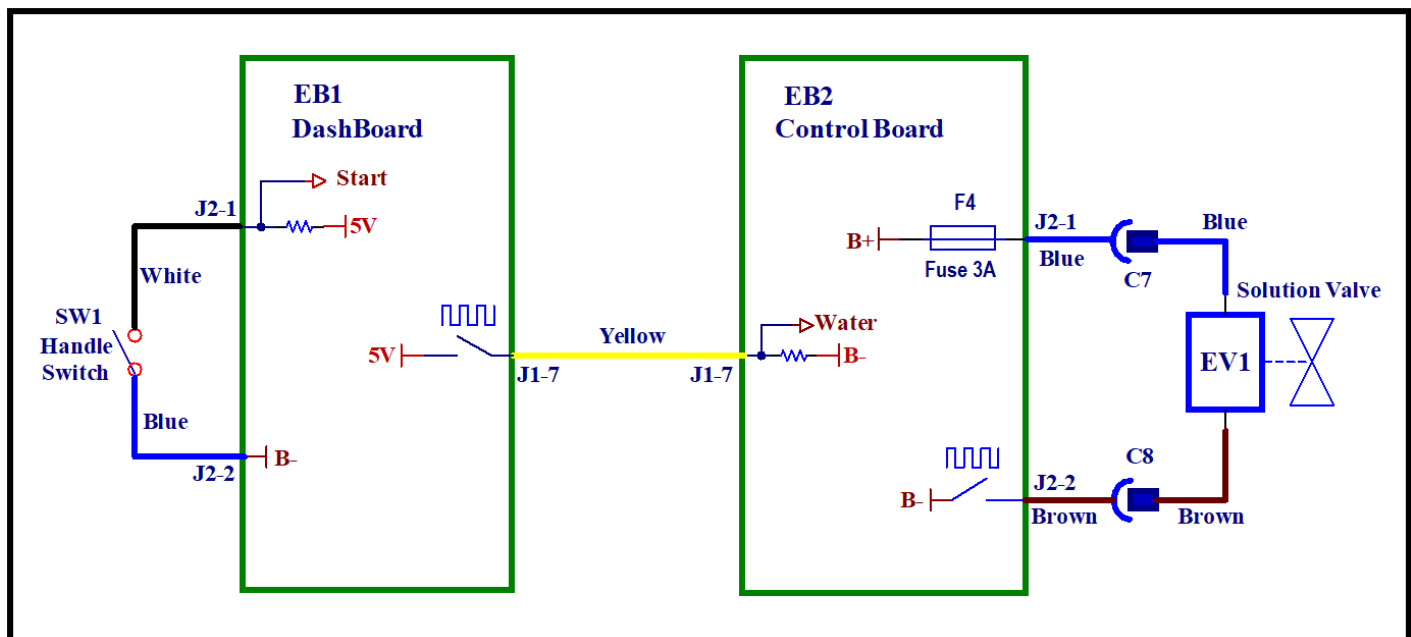 EB1
DashBoard
Start
J2-1
5V
White
SW1
Handle
Switch
Blue
J2-2
B-
5V
J1-7
Yellow
EB2
Control Board
F4
B+
Fuse 3A
J2-1
Blue
C7
Blue
Solution Valve
EV1
Water
J1-7
B-
C8
J2-2
B-
Brown
Brown